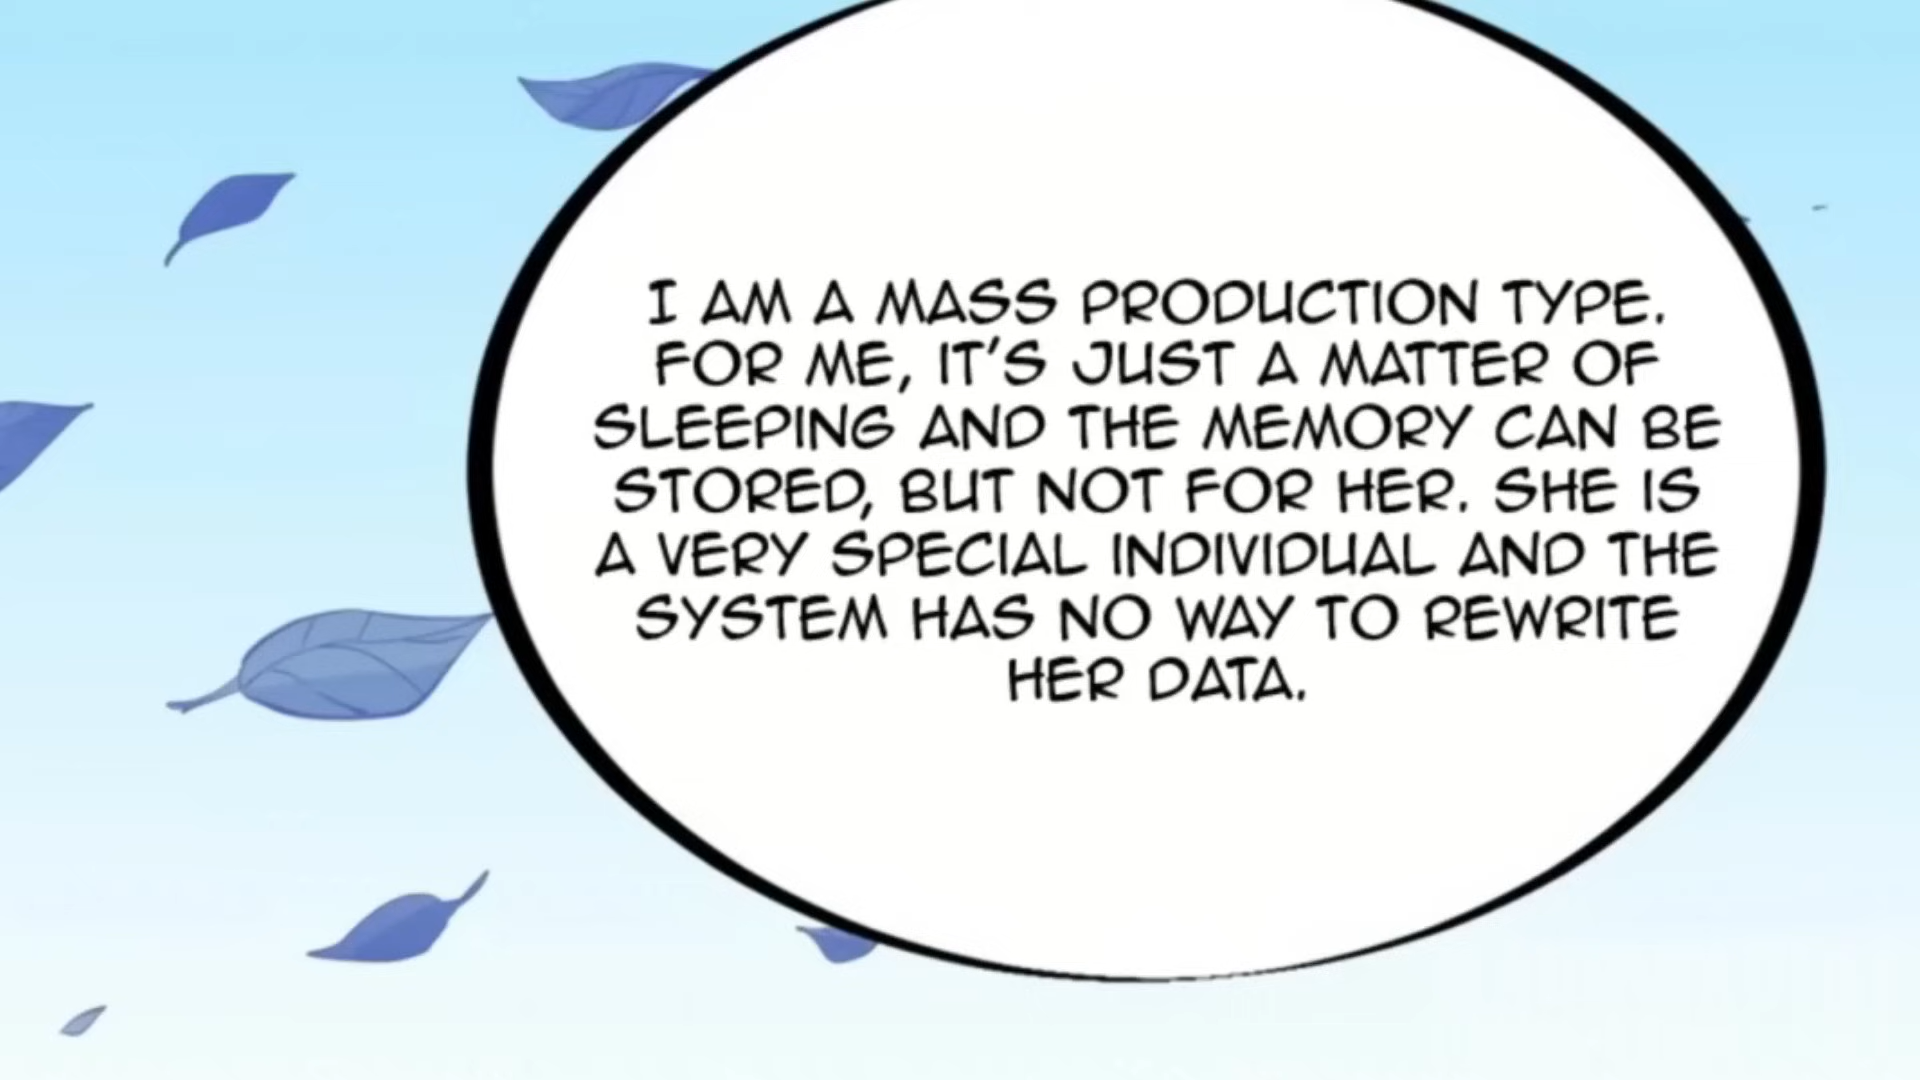 I AM A MASS PRODUCTION TYPE.
FOR ME, IT'S JUST A MATTER OF
SLEEPING AND THE MEMORY CAN BE
STORED, BUT NOT FOR HER. SHE IS
A VERY SPECIAL INDIVIDUAL AND THE
SYSTEM HAS NO WAY TO REWRITE
HER DATA.